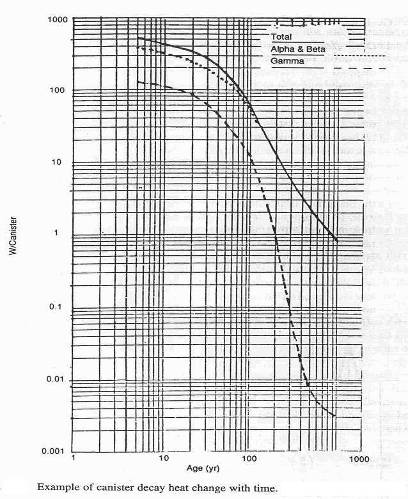 1000
Total
Alpha & Beta
Gamma
100
10
1
0.1
0.01
0.001
W/Canister
1 10 100 1000
Age (yr)
Example of canister decay heat change with time.